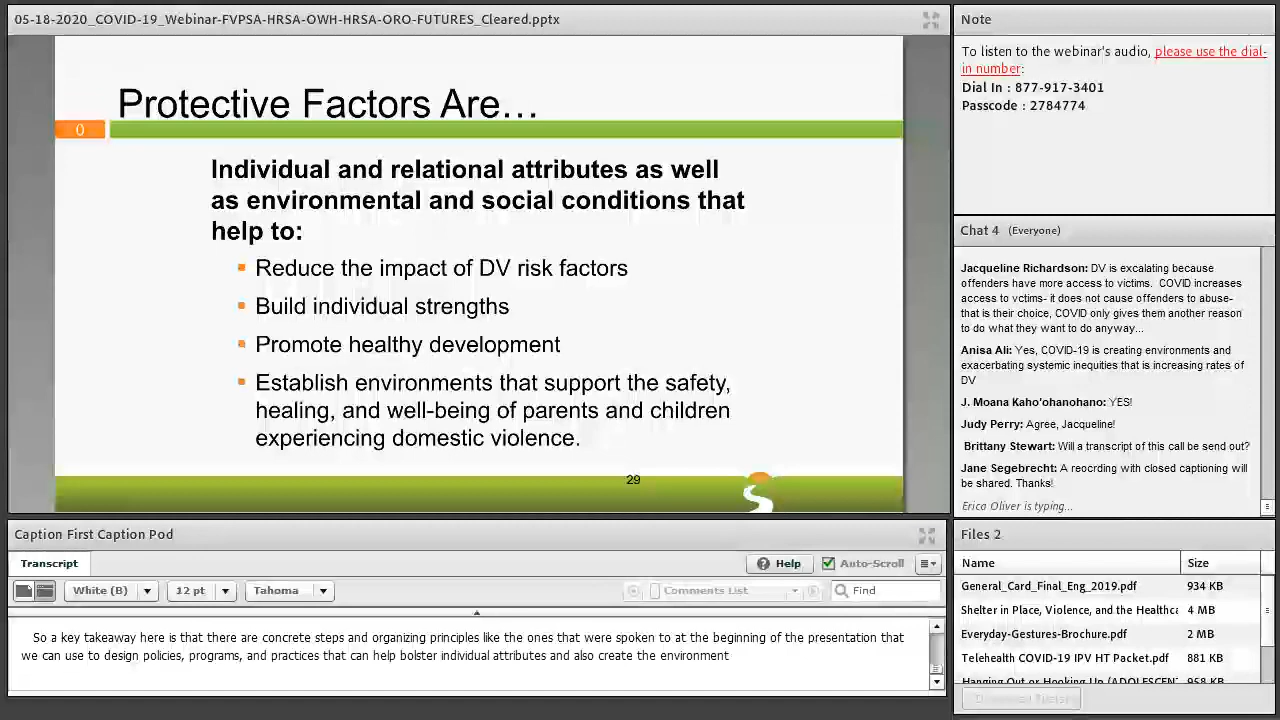 05-18-2020_COVID-19_Webinar-FVPSA-HRSA-OWH-HRSA-ORO-FUTURES_Cleared.pptx
Protective Factors Are…
0
Individual and relational attributes as well
as environmental and social conditions that
help to:
Reduce the impact of DV risk factors
Build individual strengths
Promote healthy development
Establish environments that support the safety,
healing, and well-being of parents and children
experiencing domestic violence.
29
Caption First Caption Pod
Transcript
Help
Auto-Scroll
White (B)
12 pt
Tahoma
Comments List
Find
So a key takeaway here is that there are concrete steps and organizing principles like the ones that were spoken to at the beginning of the presentation that
we can use to design policies, programs, and practices that can help bolster individual attributes and also create the environment
Note
To listen to the webinar's audio, please use the dial-
in number:
Dial In : 877-917-3401
Passcode : 2784774
Chat 4 (Everyone)
Jacqueline Richardson: DV is excalating because
offenders have more access to victims. COVID increases
access to vctims- it does not cause offenders to abuse-
that is their choice, COVID only gives them another reason
to do what they want to do anyway...
Anisa Ali: Yes, COVID-19 is creating environments and
exacerbating systemic inequities that is increasing rates of
DV
J. Moana Kaho'ohanohano: YES!
Judy Perry: Agree, Jacqueline!
Brittany Stewart: Will a transcript of this call be send out?
Jane Segebrecht: A reocrding with closed captioning will
be shared. Thanks!
Erica Oliver is typing...
Files 2
Name Size
General_Card_Final_Eng_2019.pdf 934 KB
Shelter in Place, Violence, and the Healthca 4 MB
Everyday-Gestures-Brochure.pdf 2 MB
Telehealth COVID-19 IPV HT Packet.pdf 881 KB
Hanging Out or Hooking Up (ADOLESCEN 958 KB